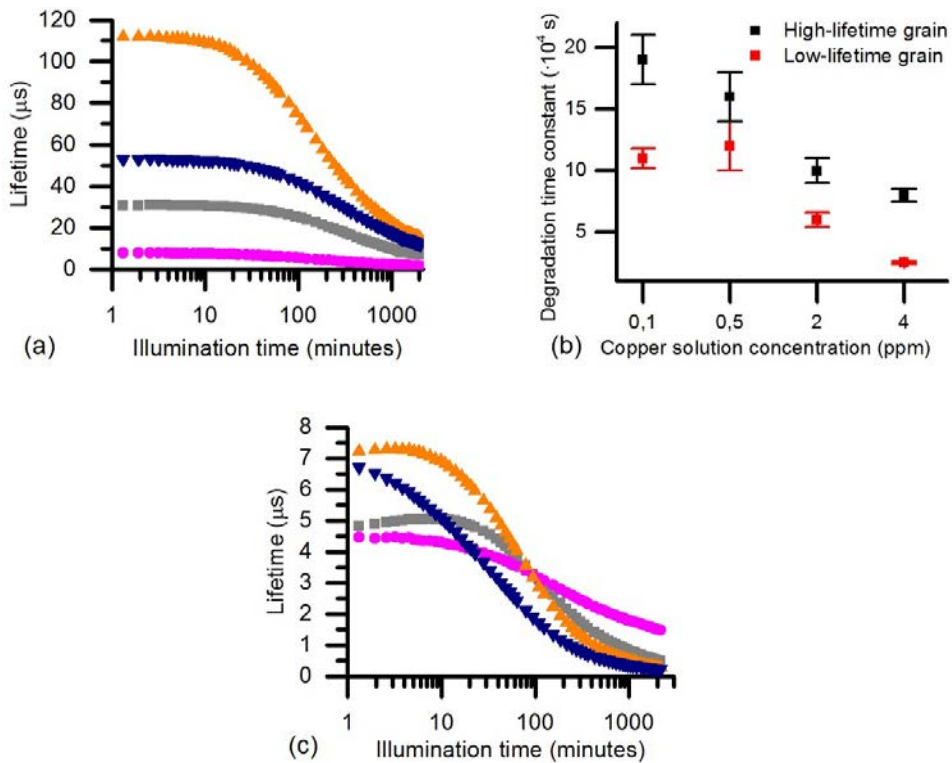 120
100
80
60
40
20
0
Lifetime (μs)
1 10 100 1000
Illumination time (minutes)
(a)
High-lifetime grain
Low-lifetime grain
20
15
10
5
Degradation time constant (·10⁴ s)
0,1 0,5 2 4
Copper solution concentration (ppm)
(b)
8
7
6
5
4
3
2
1
0
Lifetime (μs)
1 10 100 1000
Illumination time (minutes)
(c)